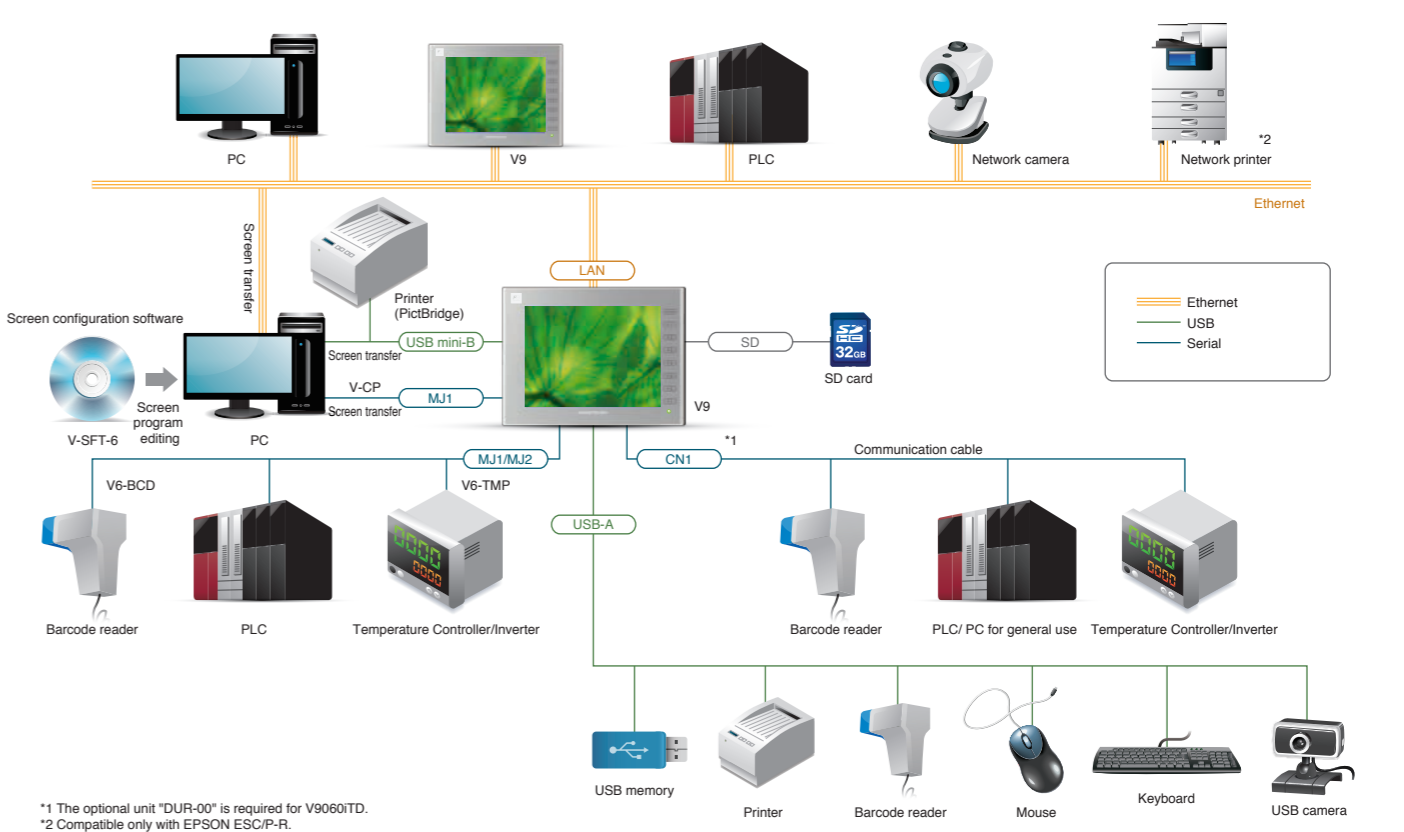 PC
V9
PLC
Network camera
*2
Network printer
Ethernet
Screen transfer
LAN
Printer
(PictBridge)
Ethernet
USB
Serial
Screen configuration software
USB mini-B
Screen transfer
SD
32GB
SD card
V-CP
MJ1
Screen transfer
V9
Screen
program
editing
V-SFT-6
PC
*1
MJ1/MJ2
CN1
Communication cable
V6-BCD
V6-TMP
USB-A
0000
0000
0000
0000
Barcode reader
PLC
Temperature Controller/Inverter
Barcode reader
PLC/ PC for general use
Temperature Controller/Inverter
USB memory
Printer
Barcode reader
Mouse
Keyboard
USB camera
*1 The optional unit "DUR-00" is required for V9060iTD.
*2 Compatible only with EPSON ESC/P-R.